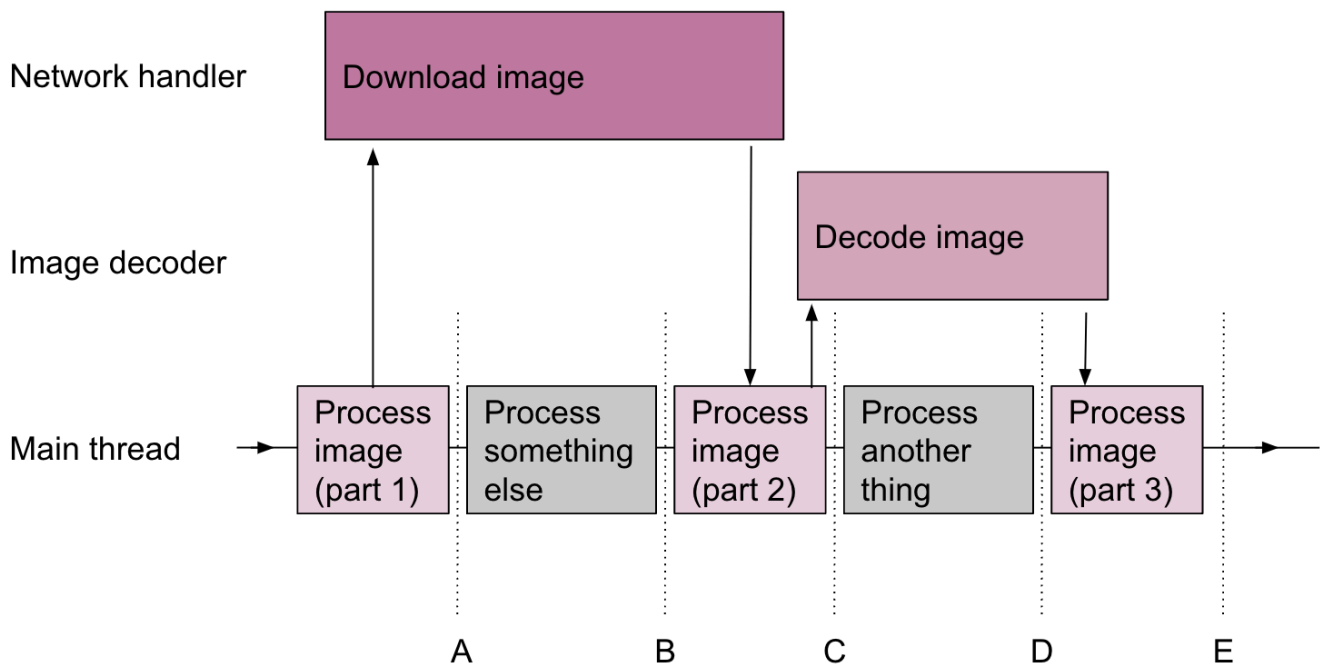 Network handler
Download image
Image decoder
Decode image
Main thread
Process
image
(part 1)
Process
something
else
Process
image
(part 2)
Process
another
thing
Process
image
(part 3)
A
B
C
D
E